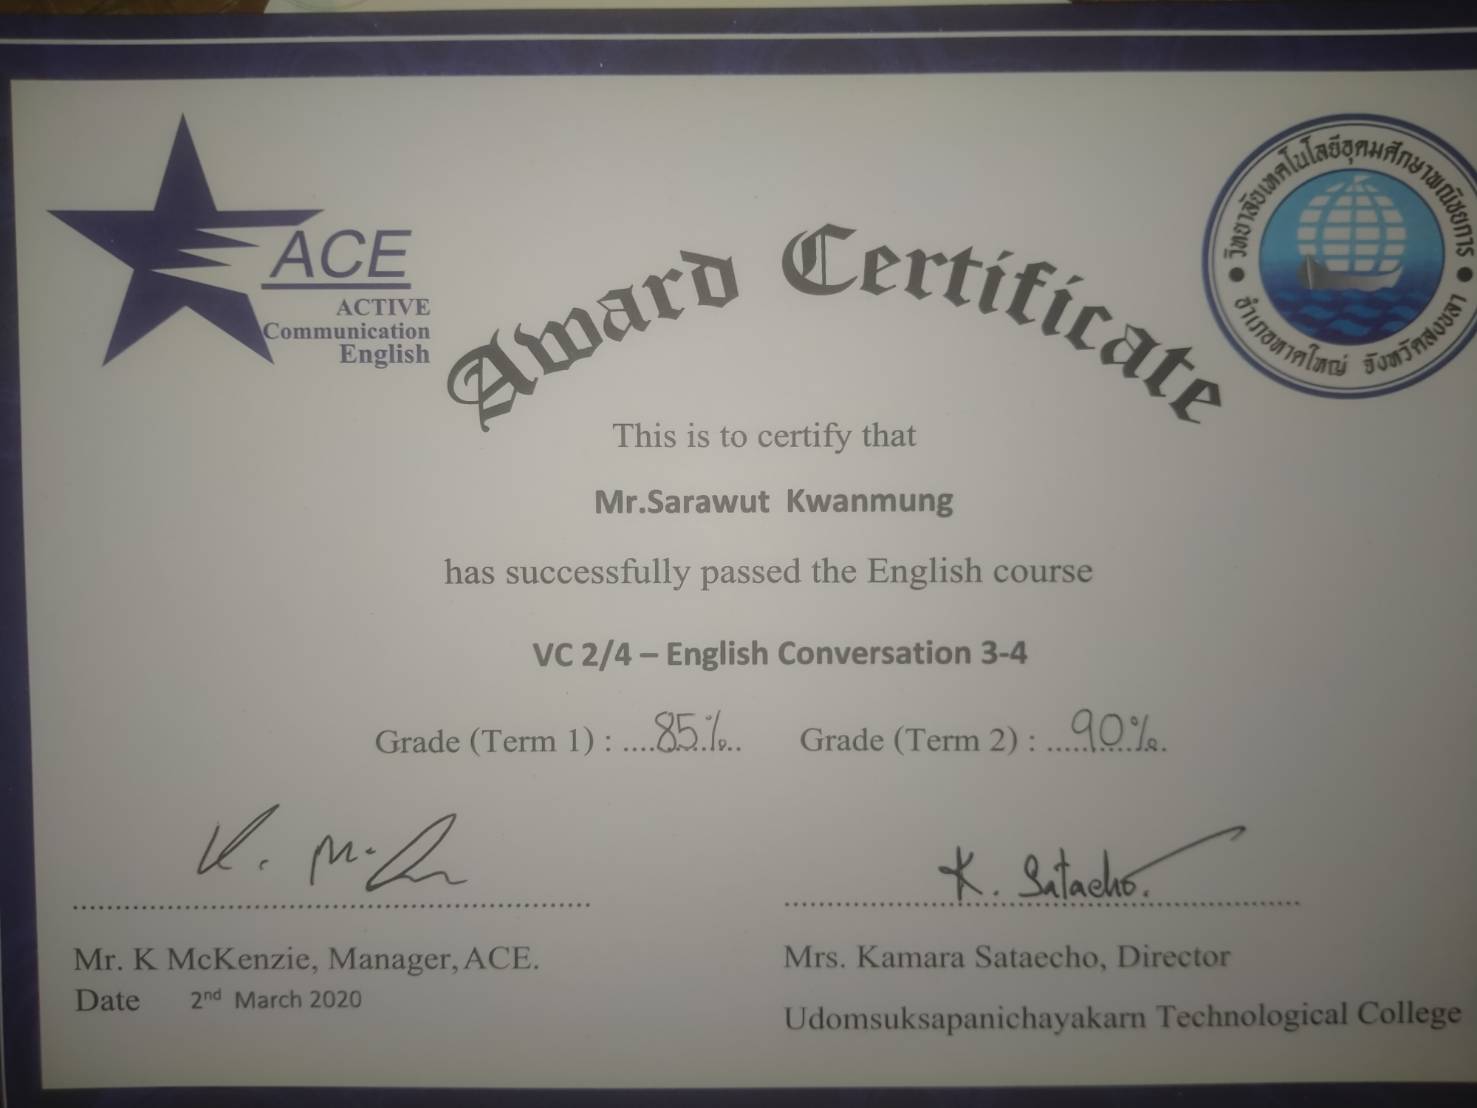 ACE
ACTIVE
Communication
English
วิทยาลัยเทคโนโลยีอุดมศึกษาพณิชยการ
อำเภอหาดใหญ่ จังหวัดสงขลา
Award Certificate
This is to certify that
Mr.Sarawut Kwanmung
has successfully passed the English course
VC 2/4 – English Conversation 3-4
Grade (Term 1) : ....85%.. Grade (Term 2) : ....90%.
K. Sataecho.
Mr. K McKenzie, Manager, ACE.
Date 2nd March 2020
Mrs. Kamara Sataecho, Director
Udomsuksapanichayakarn Technological College